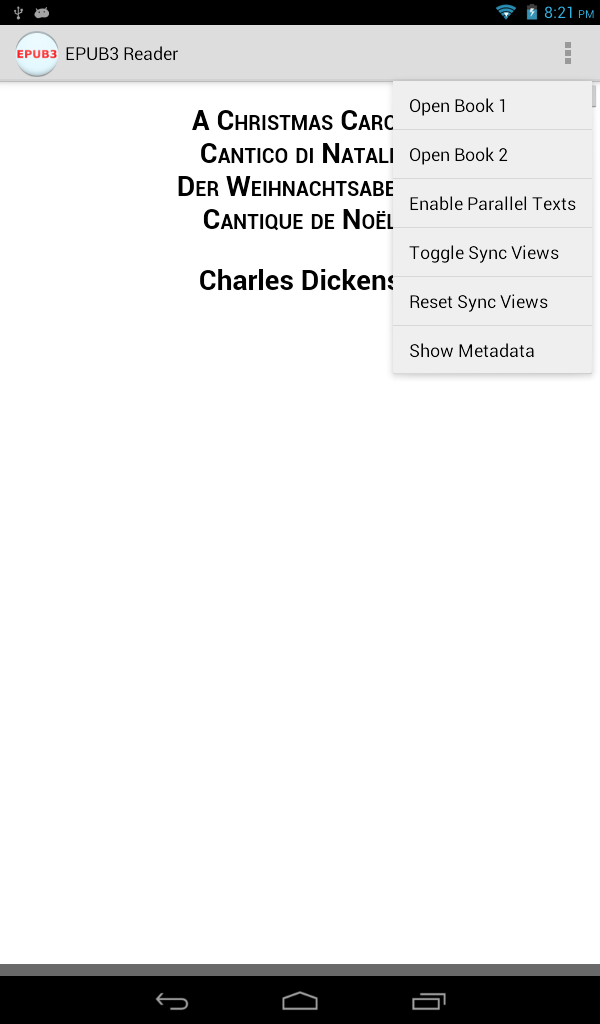 8:21 PM
EPUB3 EPUB3 Reader
A Christmas Caro
Cantico di Natal
Der Weihnachtsabe
Cantique de Noël
Charles Dickens
Open Book 1
Open Book 2
Enable Parallel Texts
Toggle Sync Views
Reset Sync Views
Show Metadata